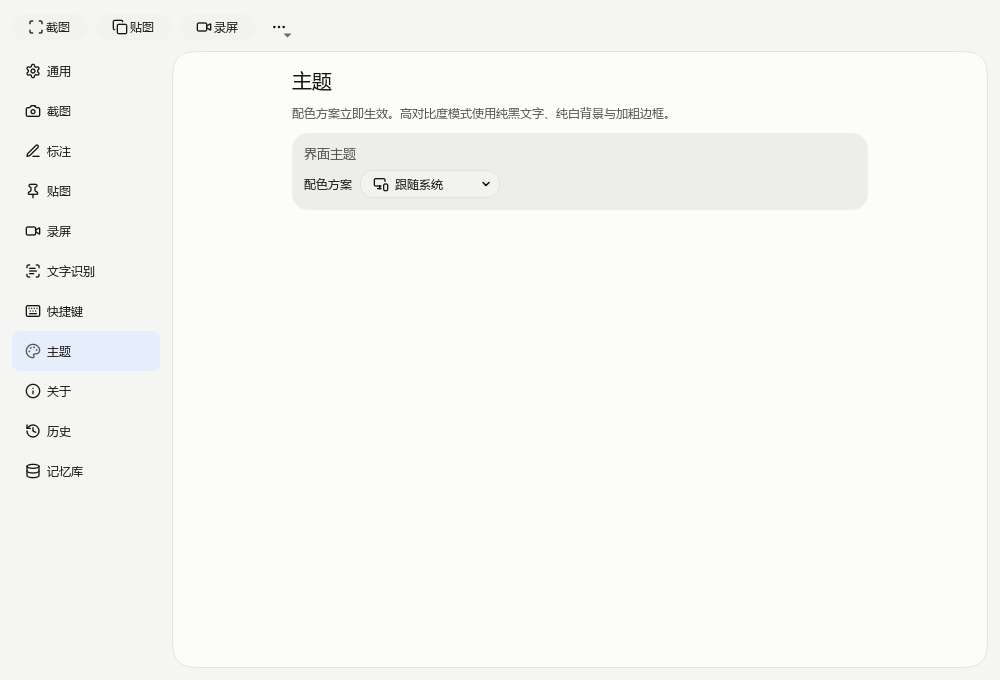 截图 贴图 录屏
通用
截图
标注
贴图
录屏
文字识别
快捷键
主题
关于
历史
记忆库
主题
配色方案立即生效。高对比度模式使用纯黑文字、纯白背景与加粗边框。
界面主题
配色方案 跟随系统